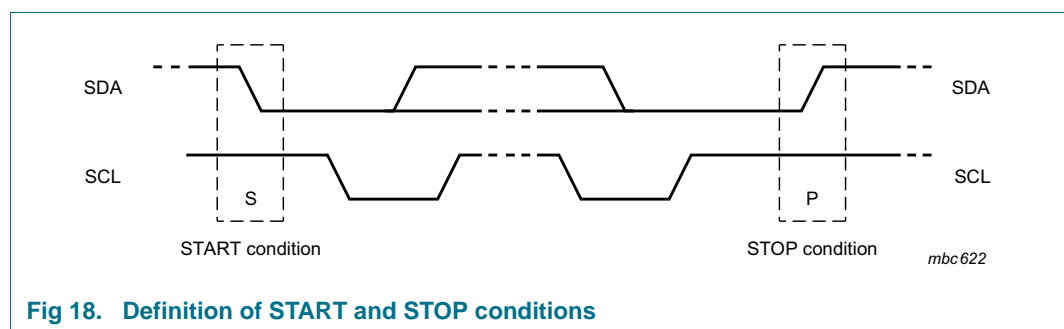 SDA
SDA
SCL
SCL
S
P
START condition
STOP condition
mbc622
Fig 18. Definition of START and STOP conditions